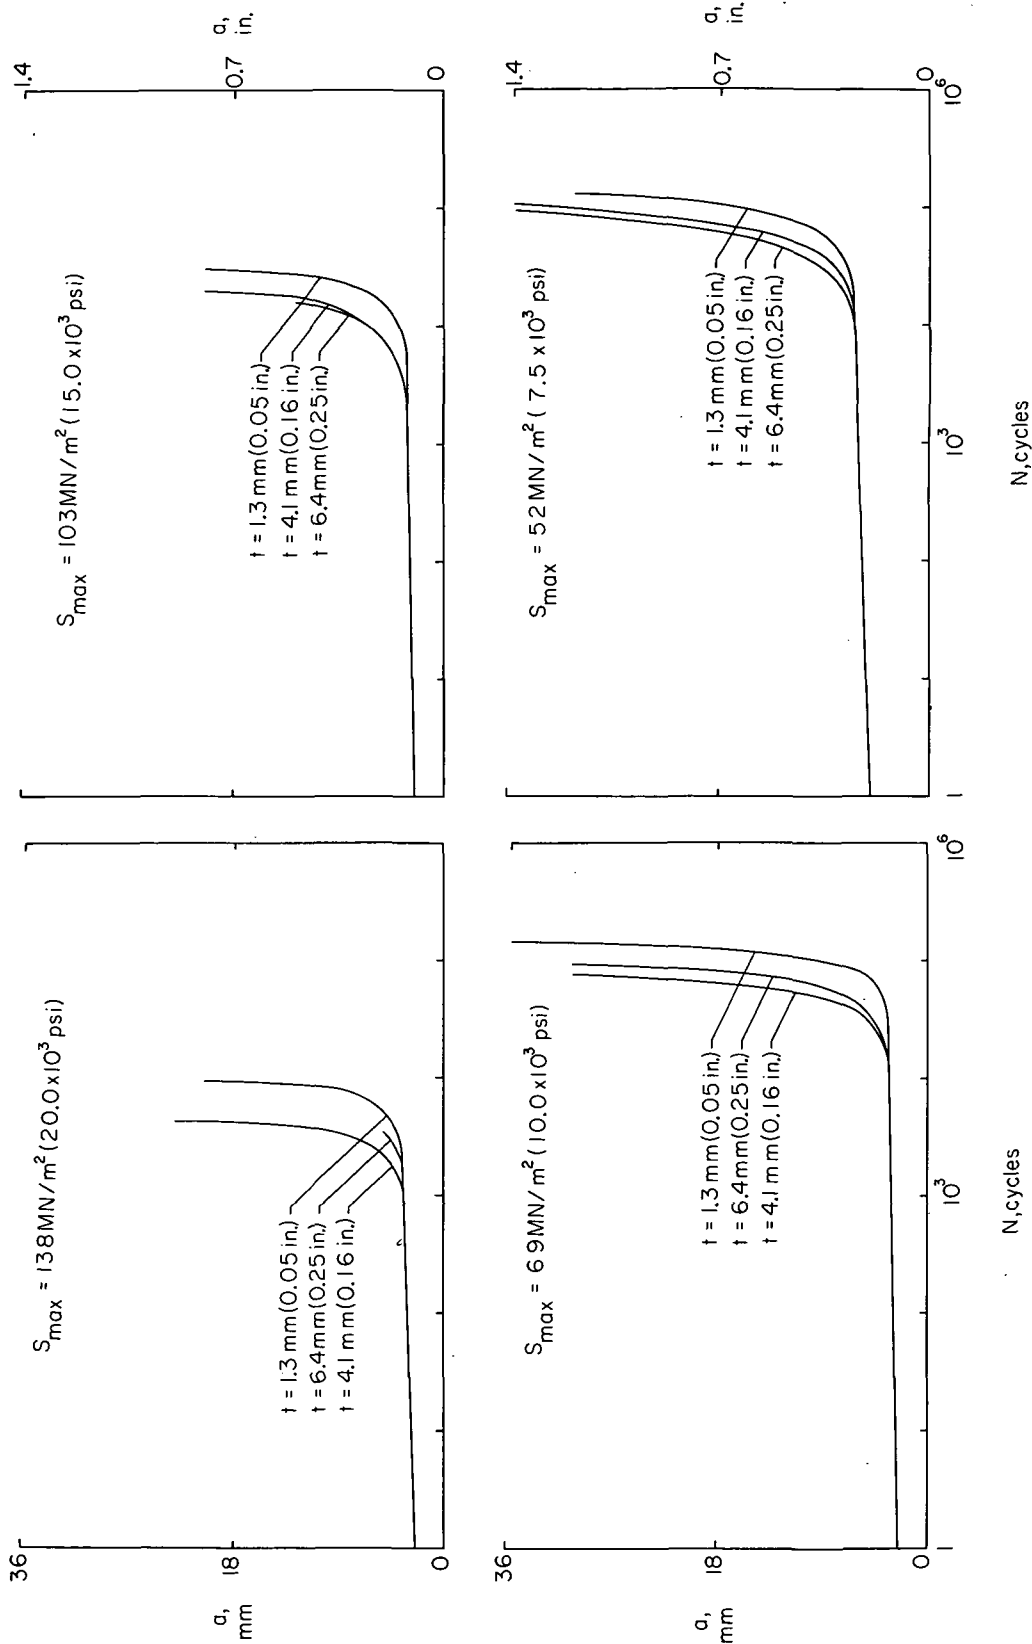 S_max = 138 MN/m² (20.0 x 10³ psi)
36
18
0
a,
mm
t = 1.3 mm (0.05 in.)
t = 6.4 mm (0.25 in.)
t = 4.1 mm (0.16 in.)
S_max = 103 MN/m² (15.0 x 10³ psi)
t = 1.3 mm (0.05 in.)
t = 4.1 mm (0.16 in.)
t = 6.4 mm (0.25 in.)
1.4
0.7
0
a,
in.
S_max = 69 MN/m² (10.0 x 10³ psi)
36
18
0
a,
mm
t = 1.3 mm (0.05 in.)
t = 6.4 mm (0.25 in.)
t = 4.1 mm (0.16 in.)
1
10³
10⁶
N, cycles
S_max = 52 MN/m² (7.5 x 10³ psi)
t = 1.3 mm (0.05 in.)
t = 4.1 mm (0.16 in.)
t = 6.4 mm (0.25 in.)
1.4
0.7
0
a,
in.
1
10³
10⁶
N, cycles